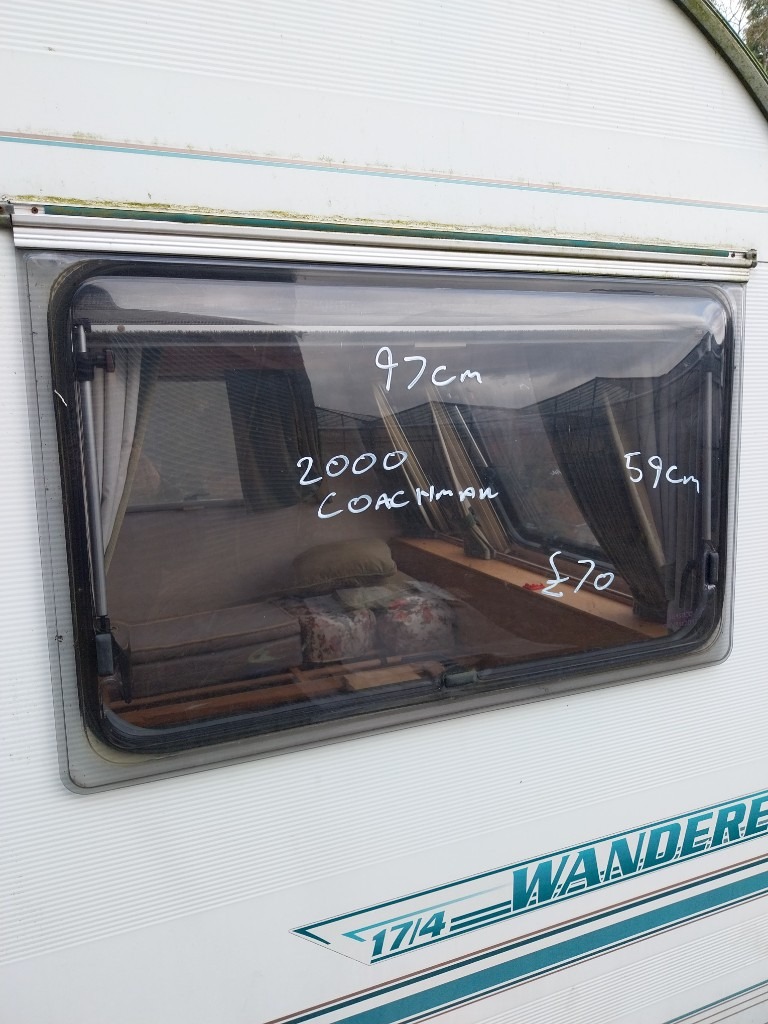 97cm
2000
COACHMAN
59cm
£70
17/4 WANDERE